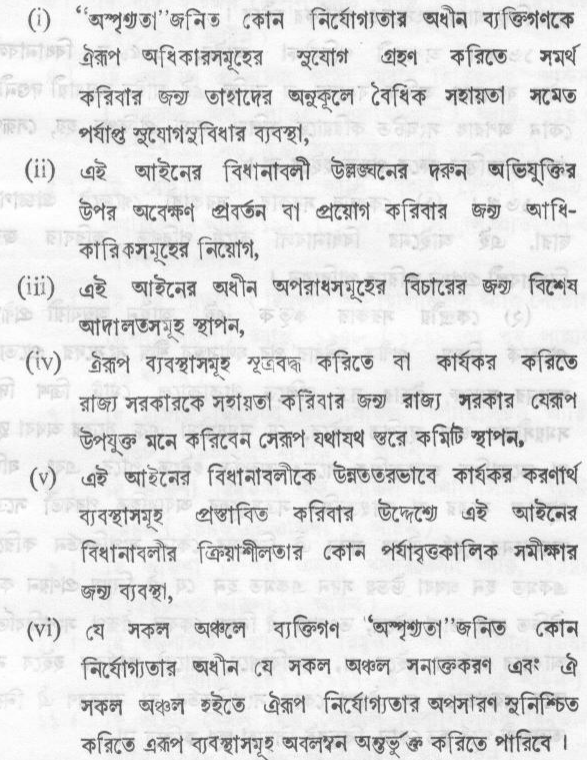 (i) “অস্পৃশ্যতা”জনিত কোন নির্যোগ্যতার অধীন ব্যক্তিগণকে
ঐরূপ অধিকারসমূহের সুযোগ গ্রহণ করিতে সমর্থ
করিবার জন্য তাহাদের অনুকূলে বৈধিক সহায়তা সমেত
পর্যাপ্ত সুযোগসুবিধার ব্যবস্থা,
(ii) এই আইনের বিধানাবলী উল্লঙ্ঘনের দরুন অভিযুক্তির
উপর অবেক্ষণ প্রবর্তন বা প্রয়োগ করিবার জন্য আধি-
কারিকসমূহের নিয়োগ,
(iii) এই আইনের অধীন অপরাধসমূহের বিচারের জন্য বিশেষ
আদালতসমূহ স্থাপন,
(iv) ঐরূপ ব্যবস্থাসমূহ সূত্রবদ্ধ করিতে বা কার্যকর করিতে
রাজ্য সরকারকে সহায়তা করিবার জন্য রাজ্য সরকার যেরূপ
উপযুক্ত মনে করিবেন সেরূপ যথাযথ স্তরে কমিটি স্থাপন,
(v) এই আইনের বিধানাবলীকে উন্নততরভাবে কার্যকর করণার্থ
ব্যবস্থাসমূহ প্রস্তাবিত করিবার উদ্দেশ্যে এই আইনের
বিধানাবলীর ক্রিয়াশীলতার কোন পর্যাবৃত্তকালিক সমীক্ষার
জন্য ব্যবস্থা,
(vi) যে সকল অঞ্চলে ব্যক্তিগণ “অস্পৃশ্যতা”জনিত কোন
নির্যোগ্যতার অধীন যে সকল অঞ্চল সনাক্তকরণ এবং ঐ
সকল অঞ্চল হইতে ঐরূপ নির্যোগ্যতার অপসারণ সুনিশ্চিত
করিতে এরূপ ব্যবস্থাসমূহ অবলম্বন অন্তর্ভুক্ত করিতে পারিবে ।